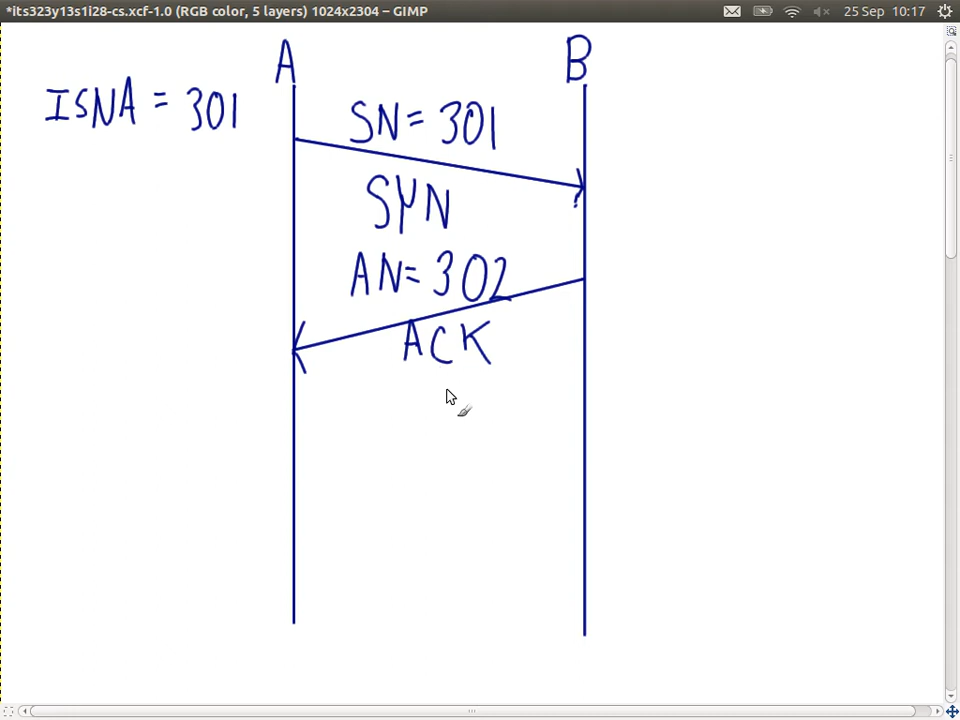 *its323y13s1i28-cs.xcf-1.0 (RGB color, 5 layers) 1024x2304 – GIMP
25 Sep 10:17
A
B
ISNA = 301
SN = 301
SYN
AN = 302
ACK